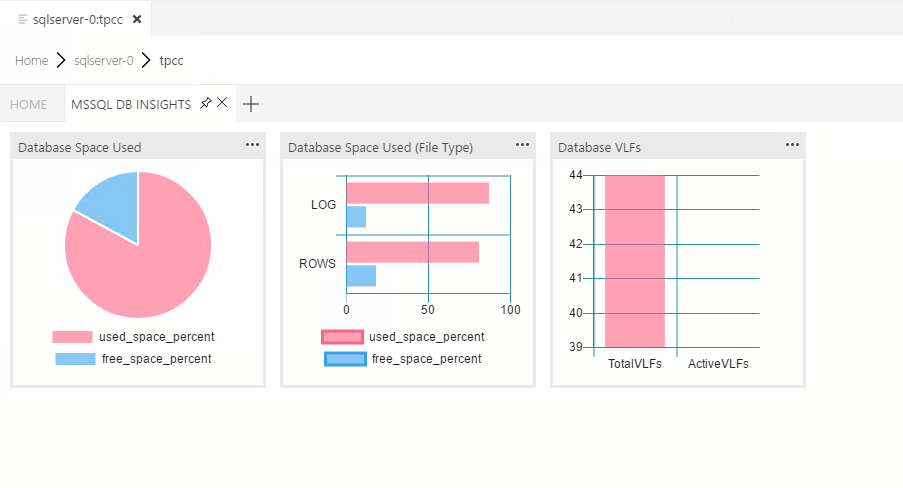 sqlserver-0:tpcc
Home sqlserver-0 tpcc
HOME MSSQL DB INSIGHTS
Database Space Used
used_space_percent
free_space_percent
Database Space Used (File Type)
LOG
ROWS
0 50 100
used_space_percent
free_space_percent
Database VLFs
44
43
42
41
40
39
TotalVLFs ActiveVLFs